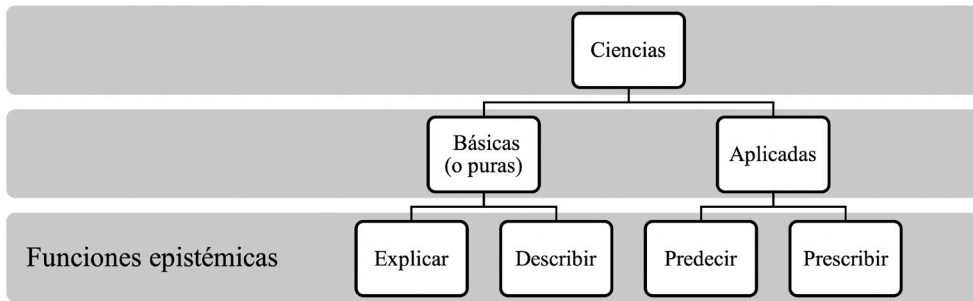 Ciencias
Básicas
(o puras)
Aplicadas
Funciones epistémicas
Explicar
Describir
Predecir
Prescribir